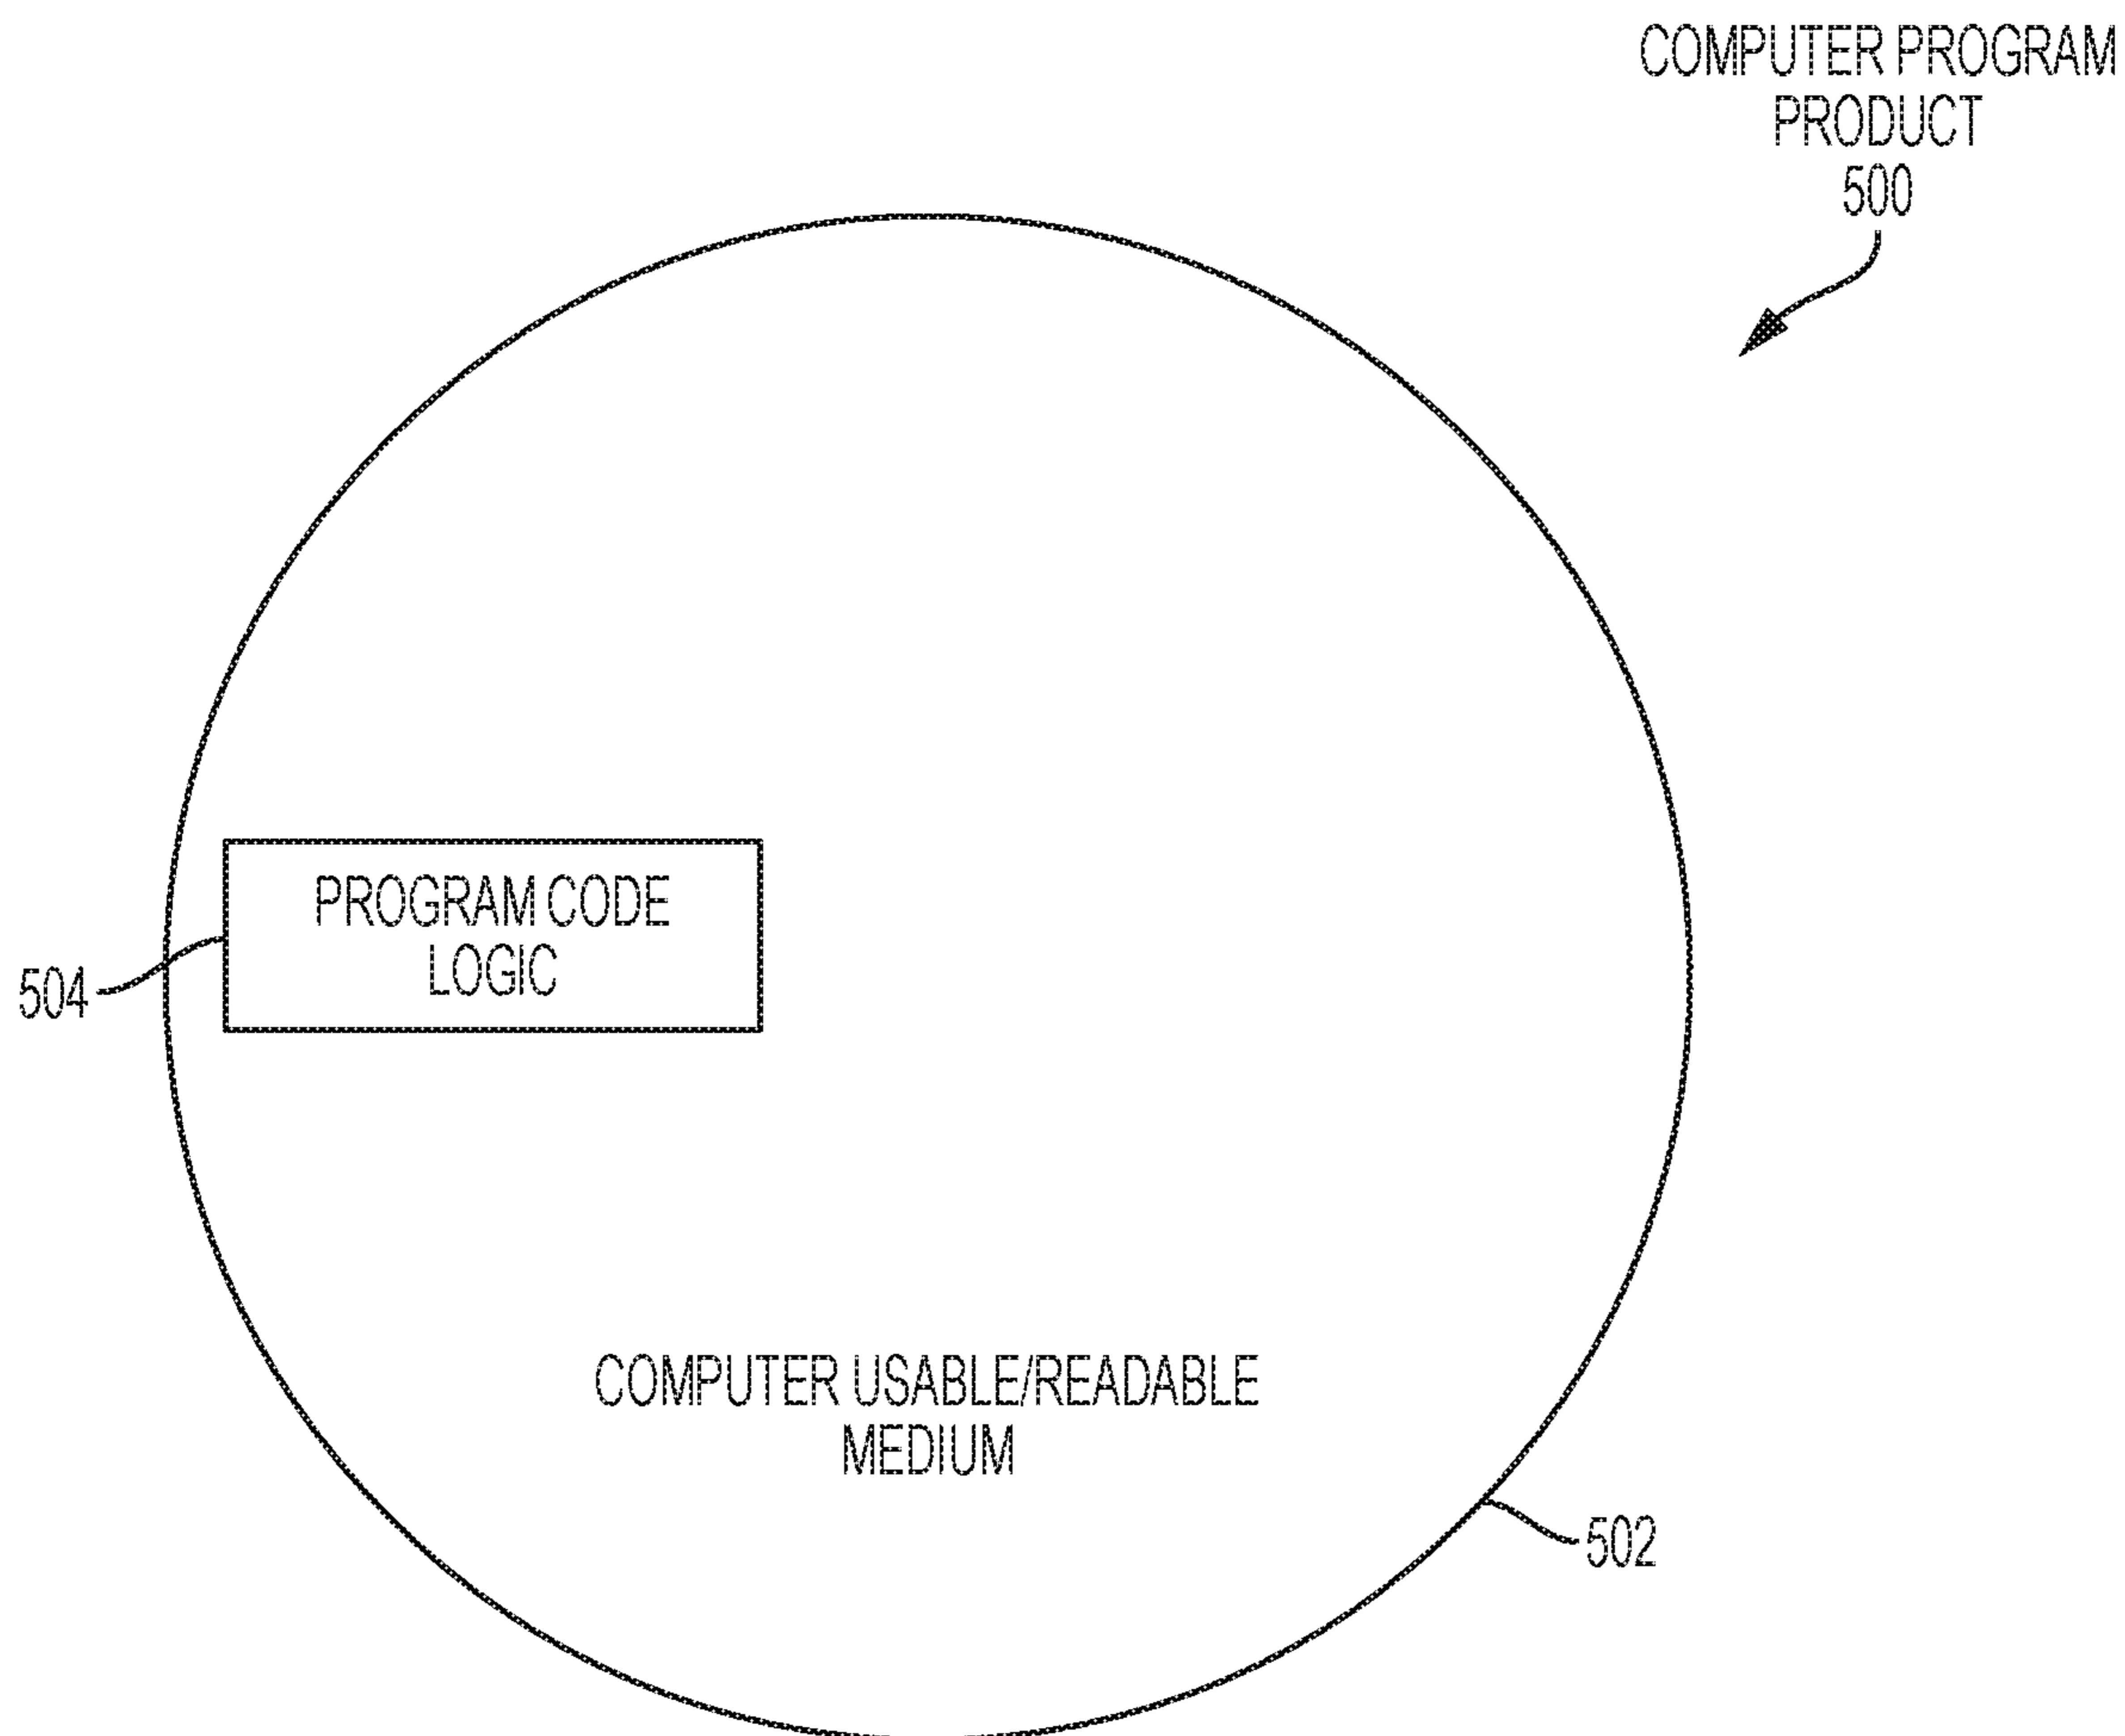 COMPUTER PROGRAM
PRODUCT
500
PROGRAM CODE
LOGIC
504
COMPUTER USABLE/READABLE
MEDIUM
502